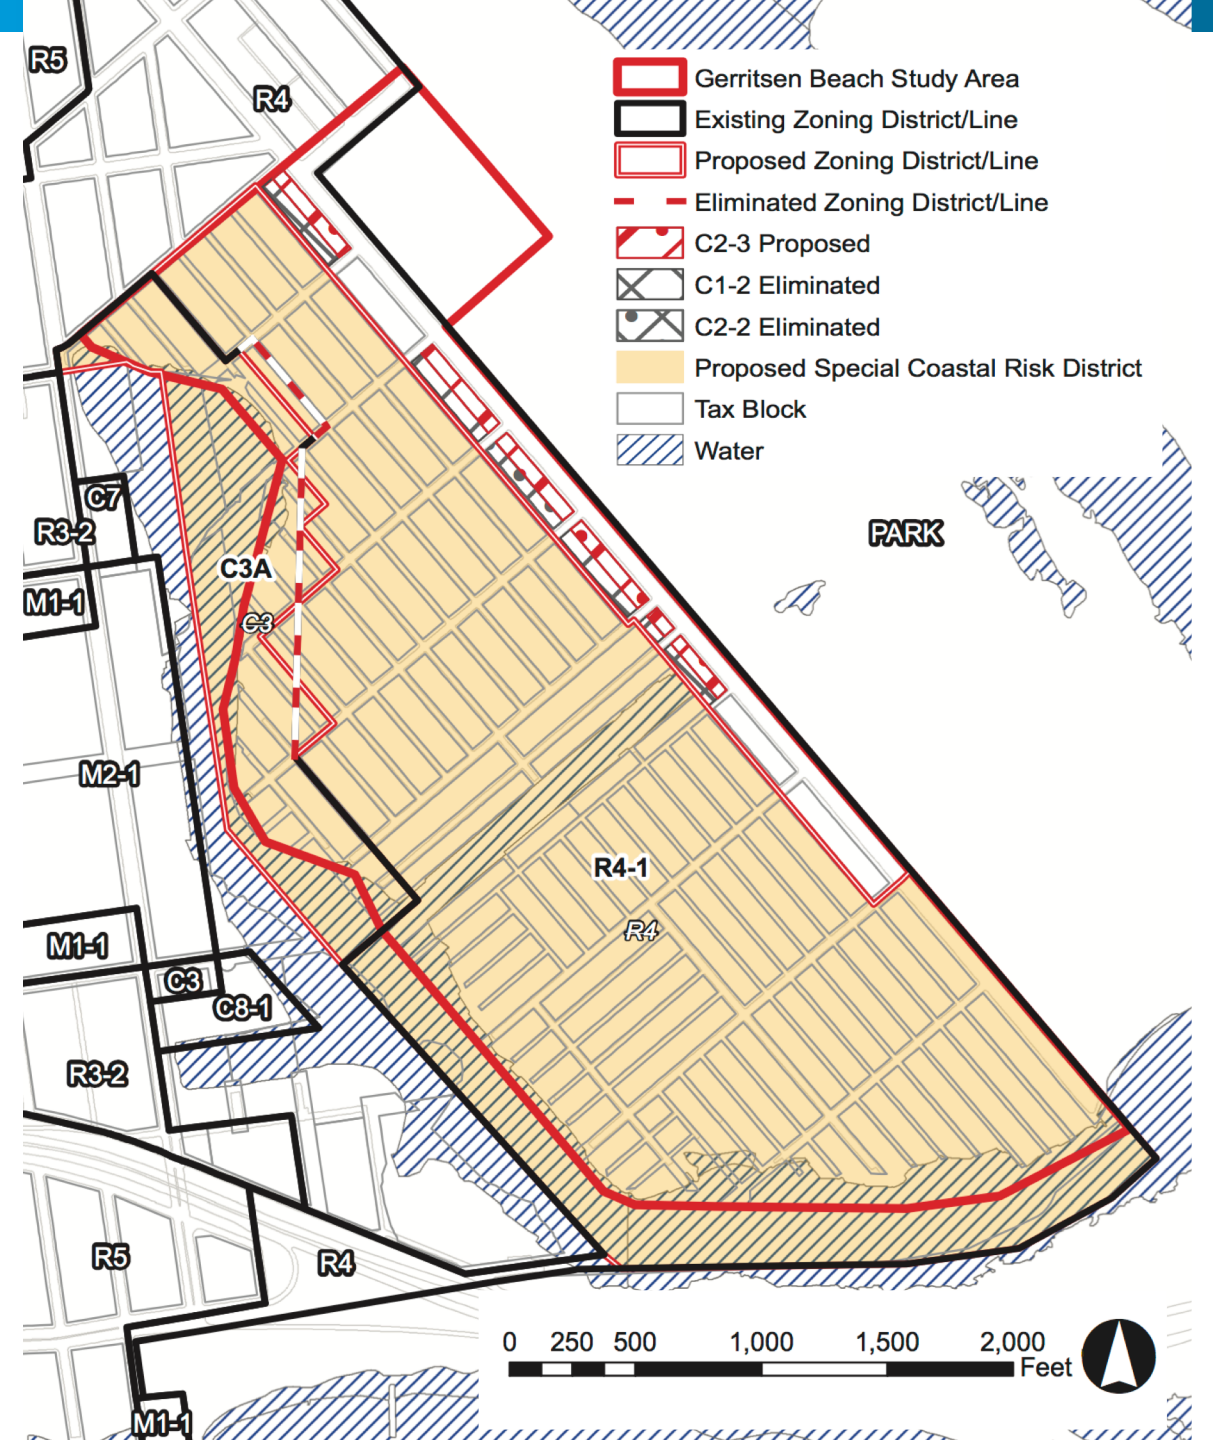 R5
R4
Gerritsen Beach Study Area
Existing Zoning District/Line
Proposed Zoning District/Line
Eliminated Zoning District/Line
C2-3 Proposed
C1-2 Eliminated
C2-2 Eliminated
Proposed Special Coastal Risk District
Tax Block
Water
C7
R3-2
PARK
C3A
M1-1
C3
M2-1
R4-1
R4
M1-1
C3
C8-1
R3-2
R5
R4
0 250 500 1,000 1,500 2,000
Feet
M1-1